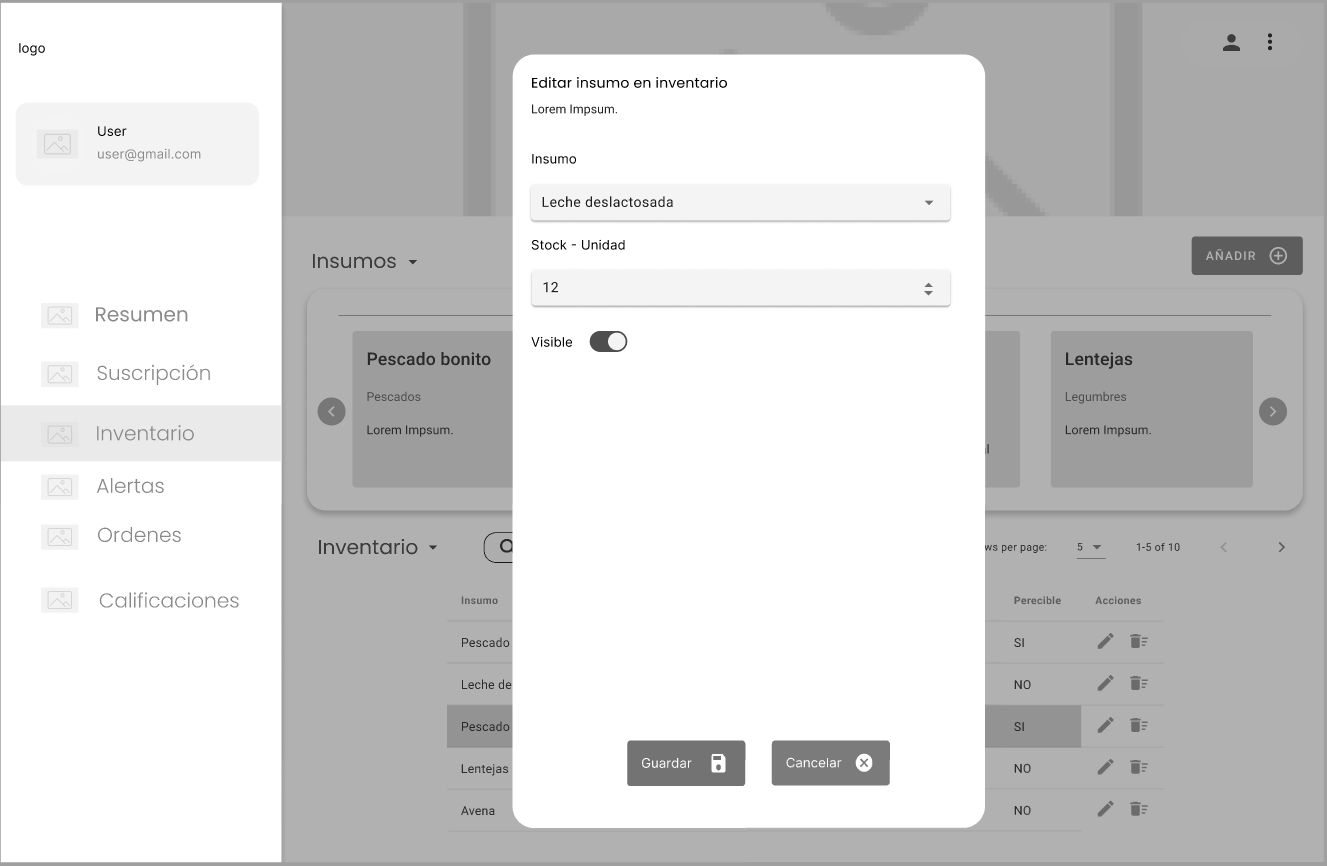 logo
User
user@gmail.com
Resumen
Suscripción
Inventario
Alertas
Ordenes
Calificaciones
Insumos
AÑADIR
Pescado bonito
Pescados
Lorem Impsum.
Lentejas
Legumbres
Lorem Impsum.
Editar insumo en inventario
Lorem Impsum.
Insumo
Leche deslactosada
Stock - Unidad
12
Visible
Guardar
Cancelar
Inventario
per page: 5 1-5 of 10
Insumo Perecible Acciones
Pescado SI
Leche de NO
Pescado SI
Lentejas NO
Avena NO